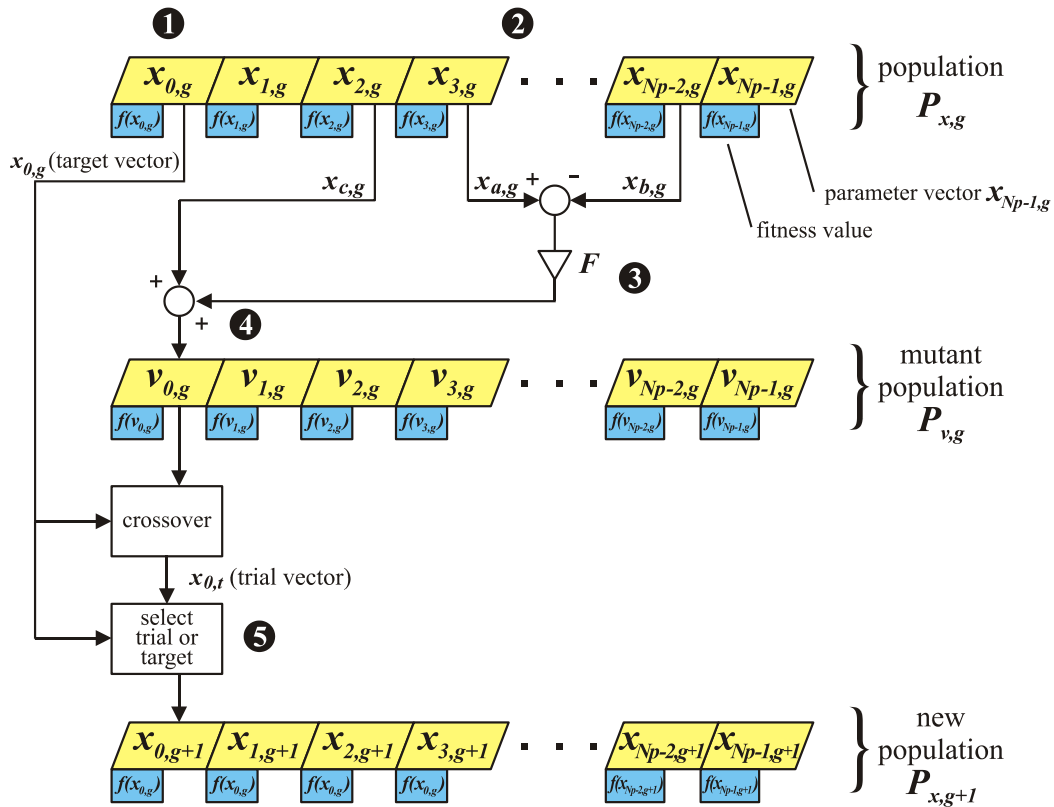 1 2
x0,g x1,g x2,g x3,g . . . xNp-2,g xNp-1,g
population
Px,g
f(x0,g) f(x1,g) f(x2,g) f(x3,g) f(xNp-2,g) f(xNp-1,g)
x0,g (target vector)
xc,g xa,g + − xb,g
parameter vector xNp-1,g
fitness value
F 3
+
+ 4
v0,g v1,g v2,g v3,g . . . vNp-2,g vNp-1,g
mutant
population
Pv,g
f(v0,g) f(v1,g) f(v2,g) f(v3,g) f(vNp-2,g) f(vNp-1,g)
crossover
x0,t (trial vector)
select
trial or
target
5
x0,g+1 x1,g+1 x2,g+1 x3,g+1 . . . xNp-2,g+1 xNp-1,g+1
new
population
Px,g+1
f(x0,g) f(x0,g) f(x0,g) f(x0,g) f(xNp-2,g+1) f(xNp-1,g+1)